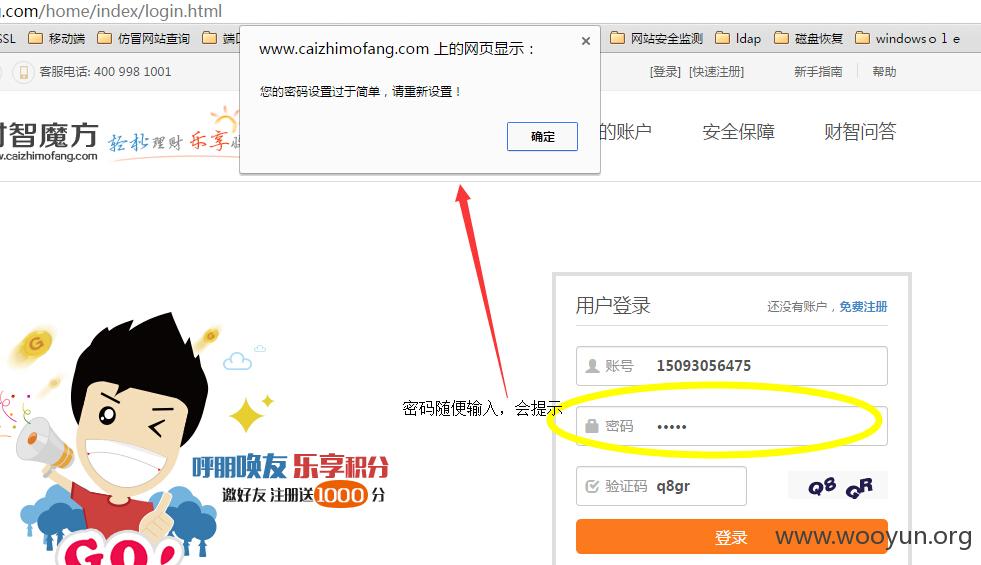 .com/home/index/login.html
SSL 移动端 仿冒网站查询 网站安全监测 ldap 磁盘恢复 windowsｏｌｅ
www.caizhimofang.com 上的网页显示：
您的密码设置过于简单，请重新设置！
确定
客服电话: 400 998 1001
[登录] [快速注册] 新手指南 帮助
财智魔方
www.caizhimofang.com
轻松理财 乐享
的账户 安全保障 财智问答
用户登录
还没有账户，免费注册
账号 15093056475
密码随便输入，会提示
密码 •••••
验证码 q8gr
Q8 GR
登录
呼朋唤友 乐享积分
邀好友 注册送1000 分
GO!
www.wooyun.org